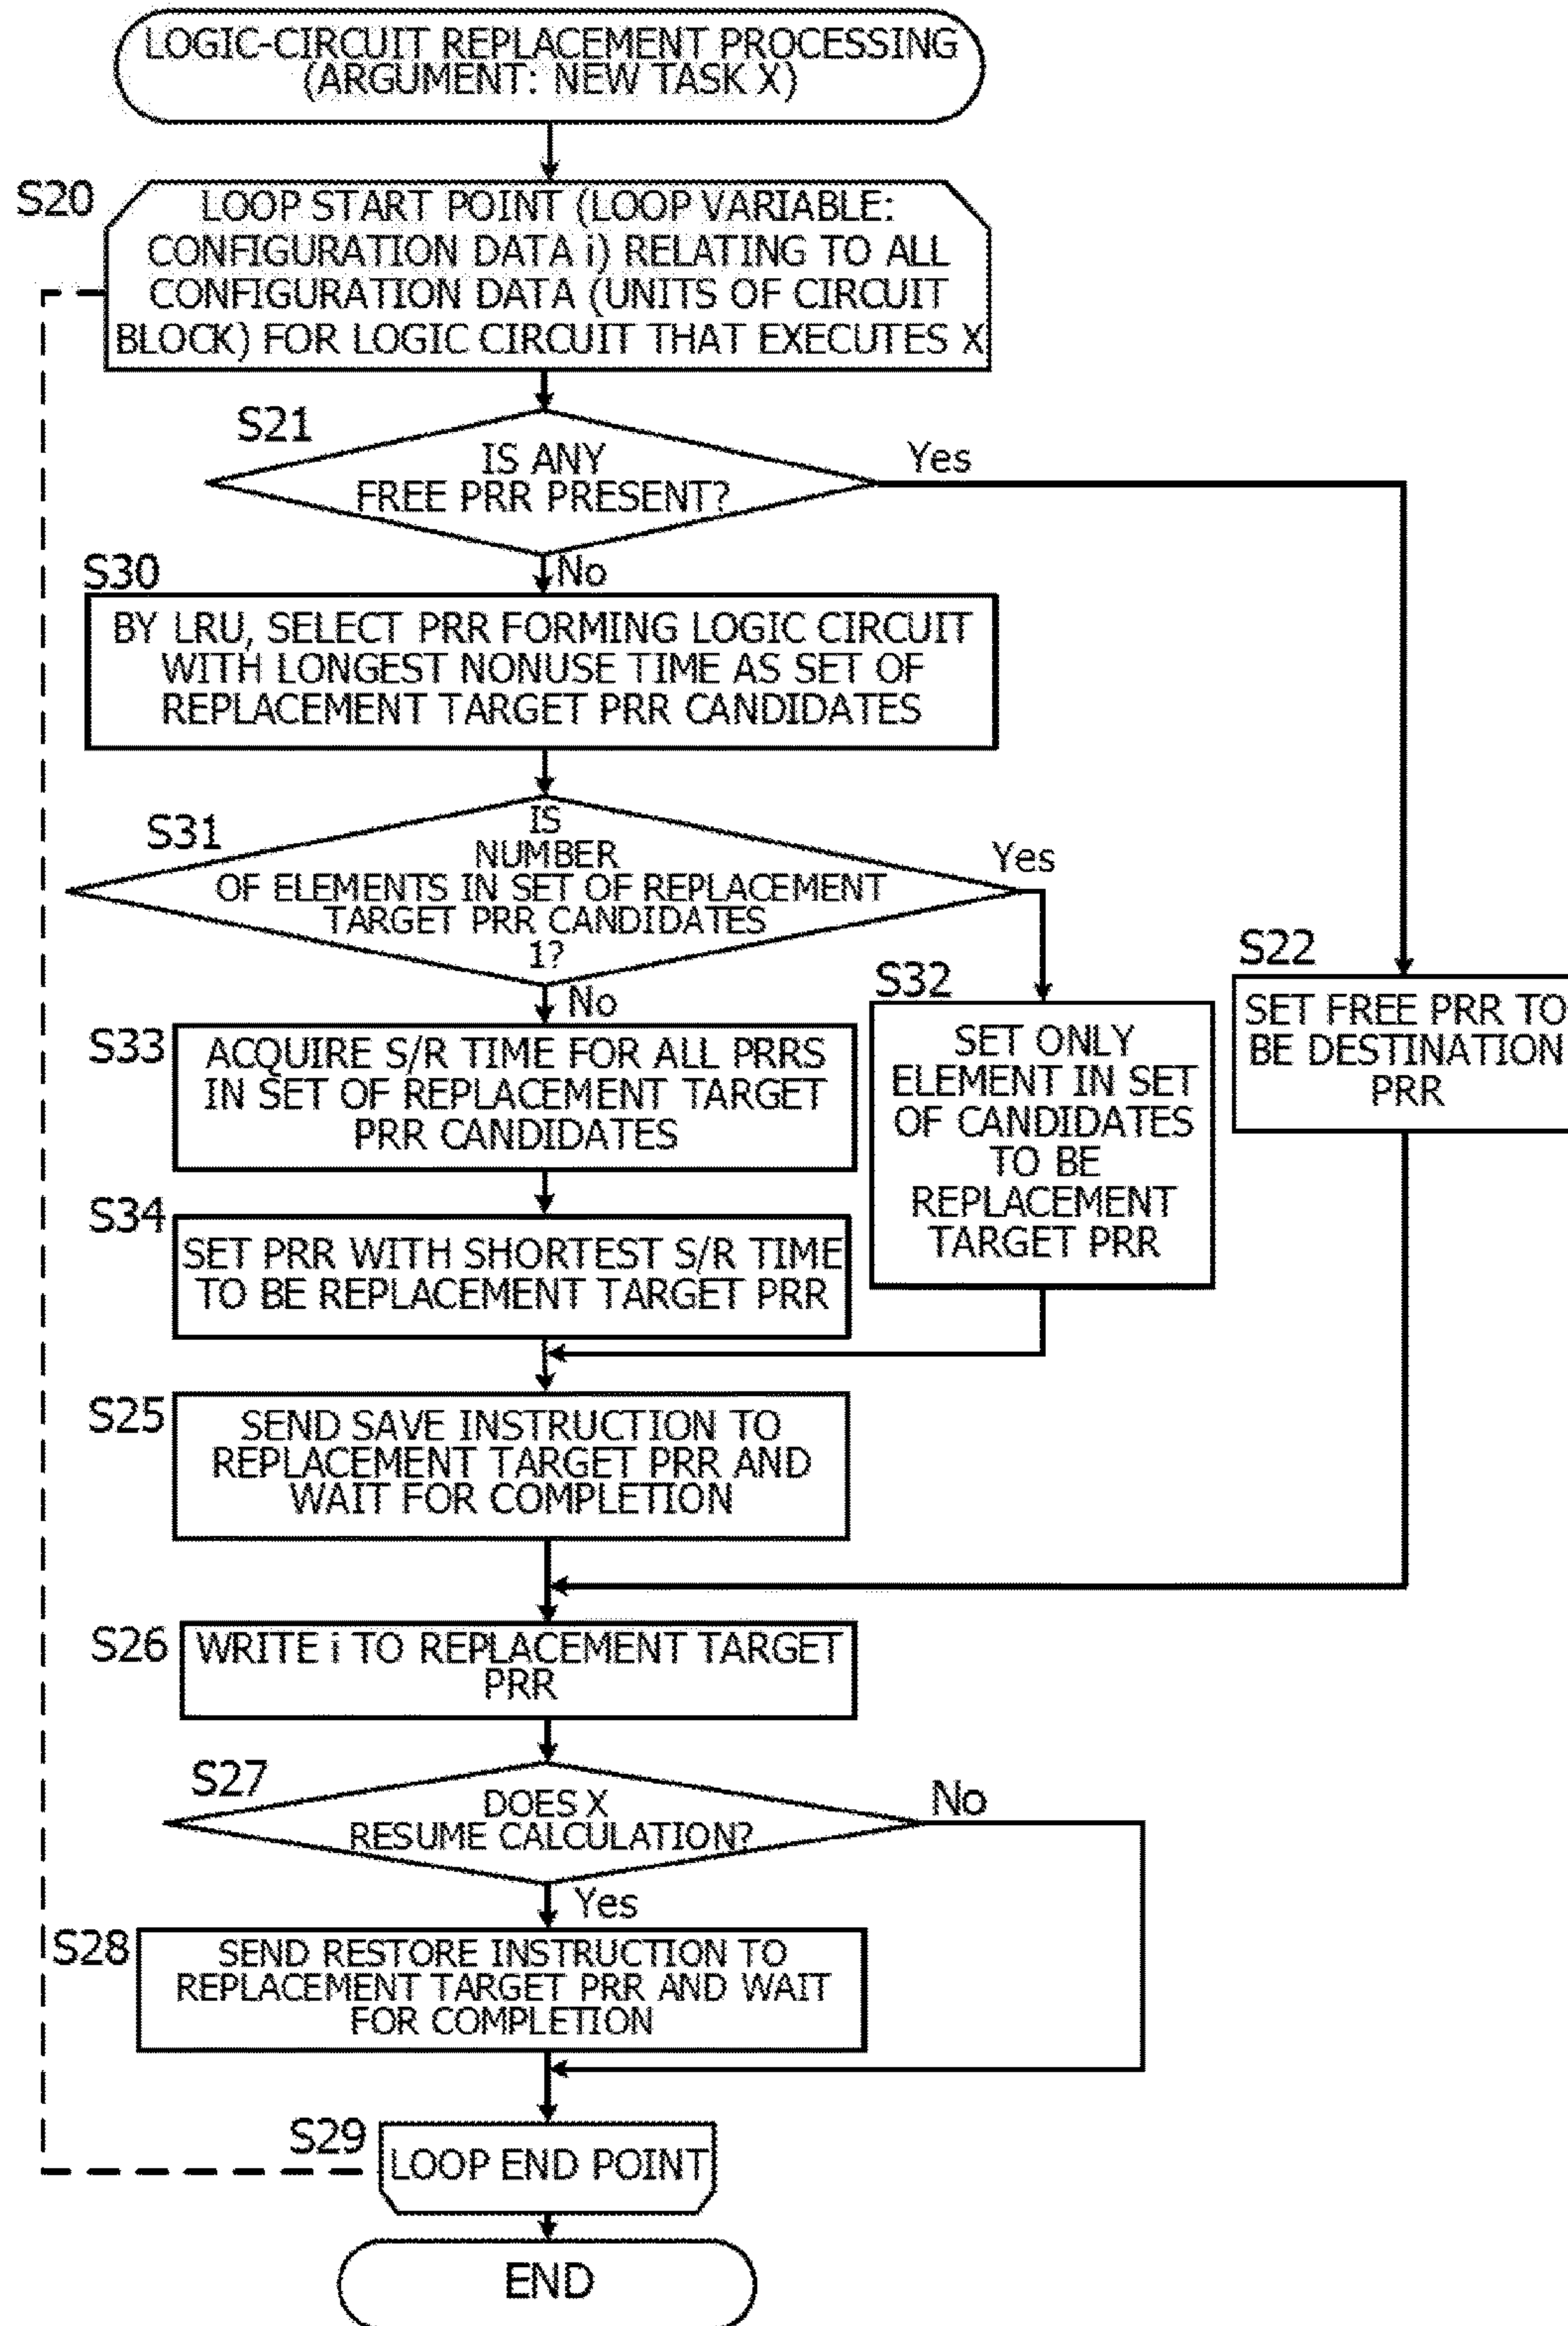 LOGIC-CIRCUIT REPLACEMENT PROCESSING
(ARGUMENT: NEW TASK X)
S20
LOOP START POINT (LOOP VARIABLE:
CONFIGURATION DATA i) RELATING TO ALL
CONFIGURATION DATA (UNITS OF CIRCUIT
BLOCK) FOR LOGIC CIRCUIT THAT EXECUTES X
S21
IS ANY
FREE PRR PRESENT?
Yes
No
S30
BY LRU, SELECT PRR FORMING LOGIC CIRCUIT
WITH LONGEST NONUSE TIME AS SET OF
REPLACEMENT TARGET PRR CANDIDATES
S31
IS
NUMBER
OF ELEMENTS IN SET OF REPLACEMENT
TARGET PRR CANDIDATES
1?
Yes
No
S32
SET ONLY
ELEMENT IN SET
OF CANDIDATES
TO BE
REPLACEMENT
TARGET PRR
S22
SET FREE PRR TO
BE DESTINATION
PRR
S33
ACQUIRE S/R TIME FOR ALL PRRS
IN SET OF REPLACEMENT TARGET
PRR CANDIDATES
S34
SET PRR WITH SHORTEST S/R TIME
TO BE REPLACEMENT TARGET PRR
S25
SEND SAVE INSTRUCTION TO
REPLACEMENT TARGET PRR AND
WAIT FOR COMPLETION
S26
WRITE i TO REPLACEMENT TARGET
PRR
S27
DOES X
RESUME CALCULATION?
No
Yes
S28
SEND RESTORE INSTRUCTION TO
REPLACEMENT TARGET PRR AND WAIT
FOR COMPLETION
S29
LOOP END POINT
END